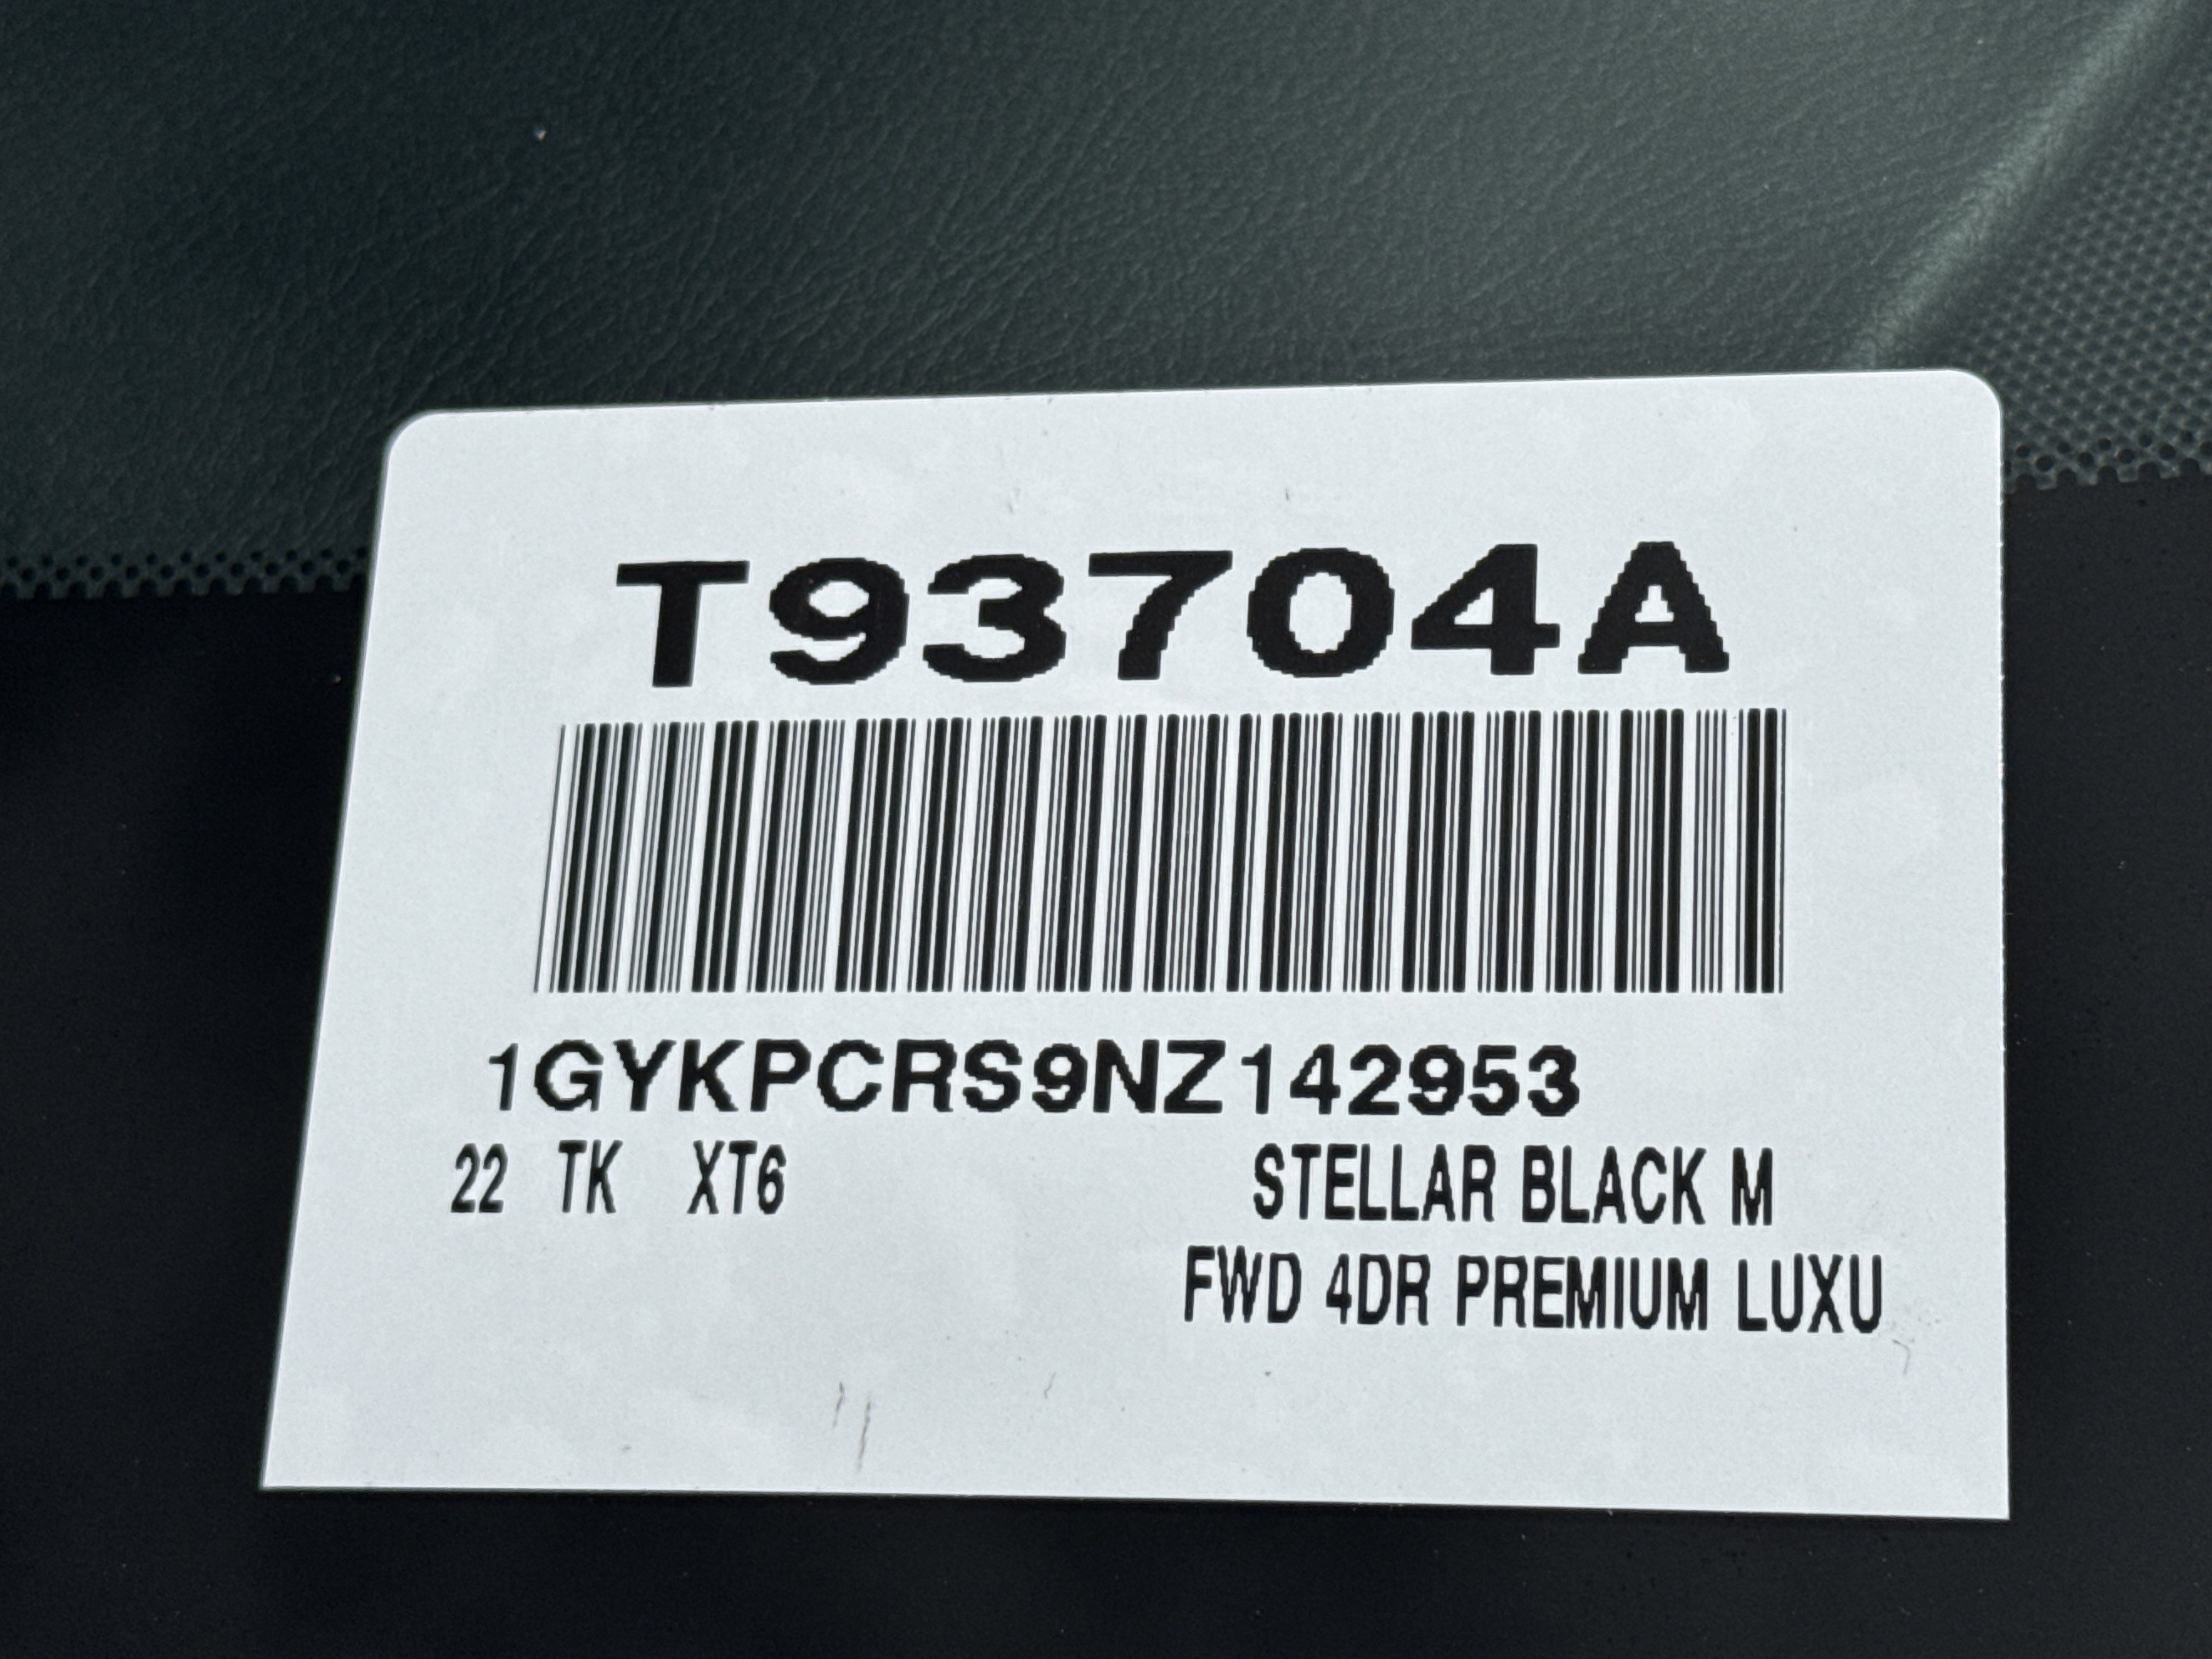 T93704A
1GYKPCRS9NZ142953
22 TK XT6 STELLAR BLACK M
FWD 4DR PREMIUM LUXU